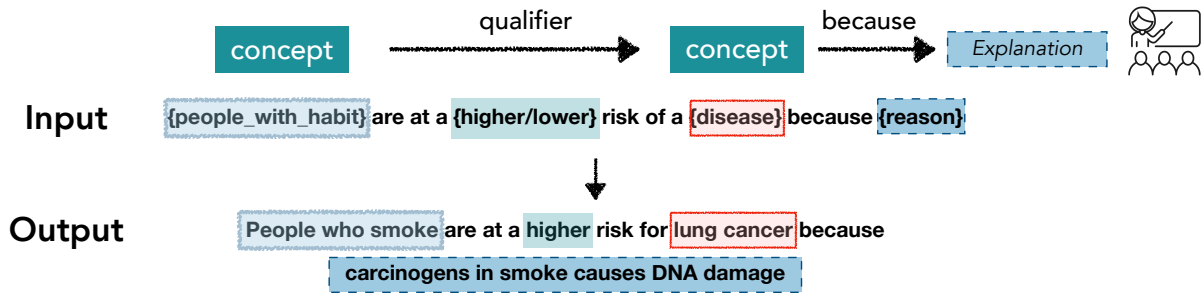 qualifier because
concept concept Explanation
Input {people_with_habit} are at a {higher/lower} risk of a {disease} because {reason}
Output People who smoke are at a higher risk for lung cancer because
carcinogens in smoke causes DNA damage